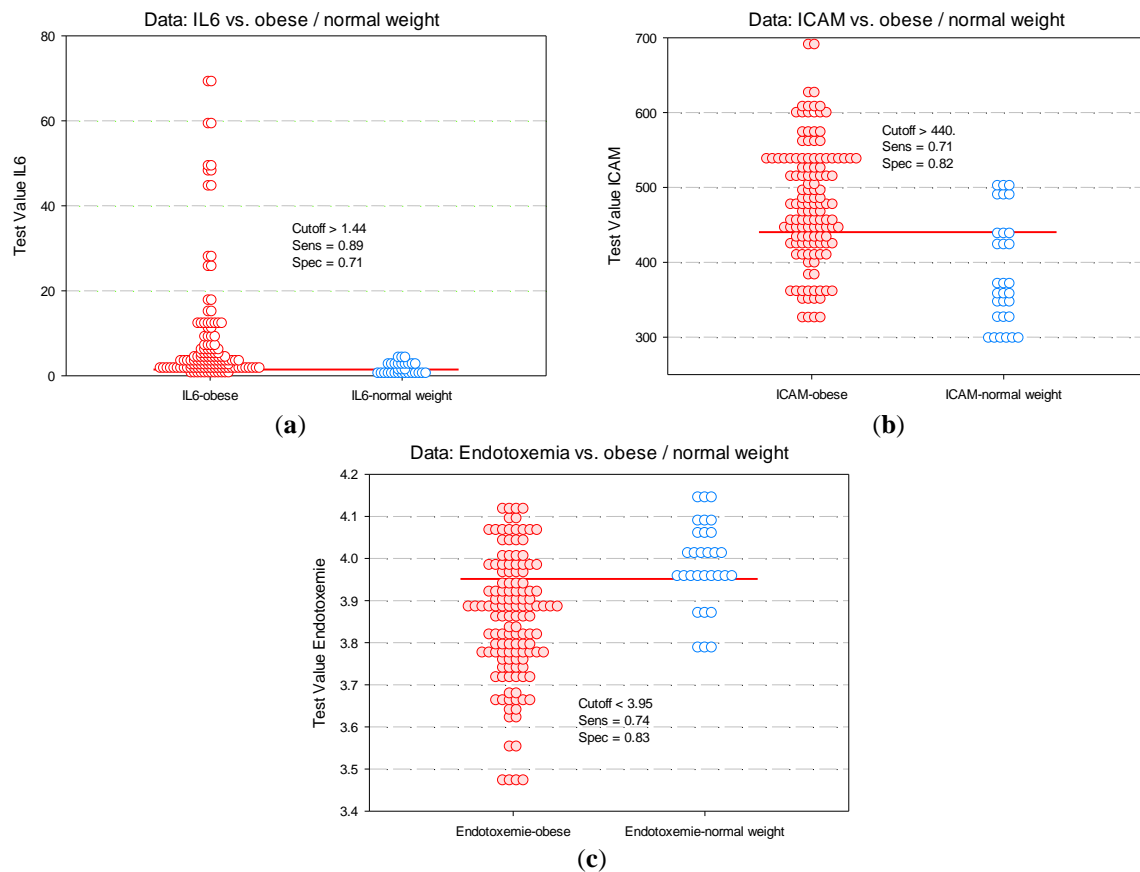 Data: IL6 vs. obese / normal weight
80
60
40
20
0
Test Value IL6
Cutoff > 1.44
Sens = 0.89
Spec = 0.71
IL6-obese
IL6-normal weight
(a)
Data: ICAM vs. obese / normal weight
700
600
500
400
300
Test Value ICAM
Cutoff > 440.
Sens = 0.71
Spec = 0.82
ICAM-obese
ICAM-normal weight
(b)
Data: Endotoxemia vs. obese / normal weight
4.2
4.1
4.0
3.9
3.8
3.7
3.6
3.5
3.4
Test Value Endotoxemie
Cutoff < 3.95
Sens = 0.74
Spec = 0.83
Endotoxemie-obese
Endotoxemie-normal weight
(c)